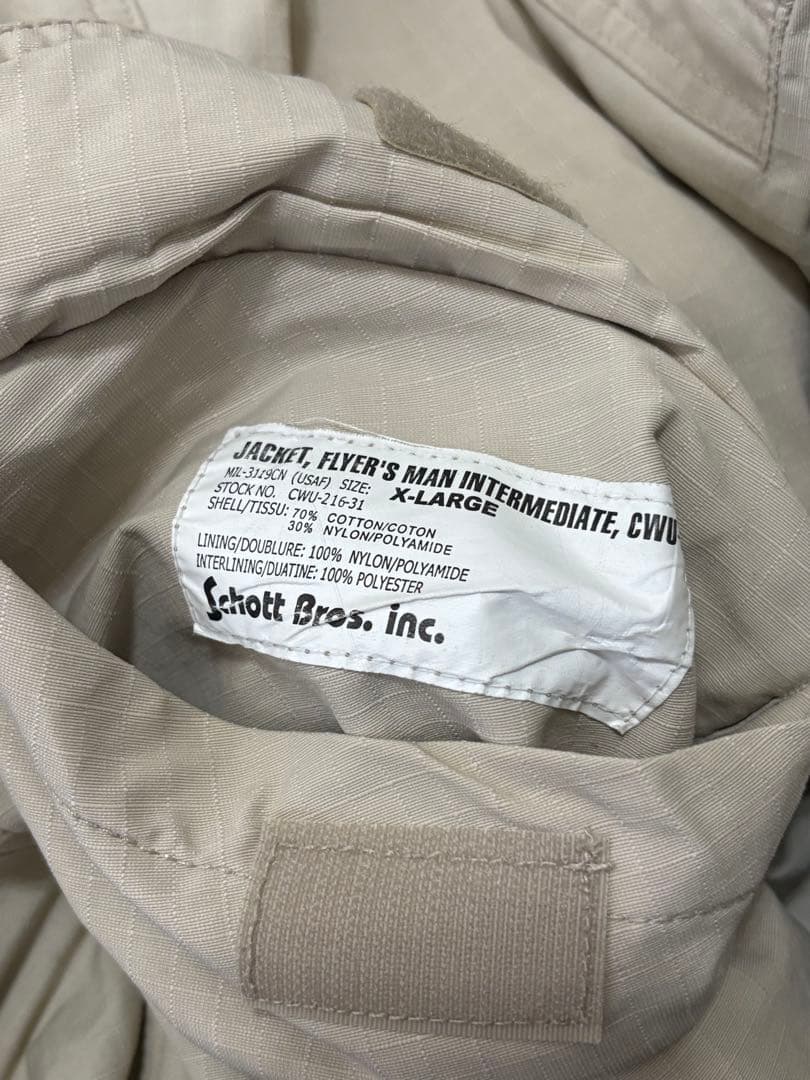 JACKET, FLYER'S MAN INTERMEDIATE, CWU
MIL-3119CN (USAF) SIZE: X-LARGE
STOCK NO. CWU-216-31
SHELL/TISSU: 70% COTTON/COTON
30% NYLON/POLYAMIDE
LINING/DOUBLURE: 100% NYLON/POLYAMIDE
INTERLINING/DUATINE: 100% POLYESTER
Schott Bros. inc.